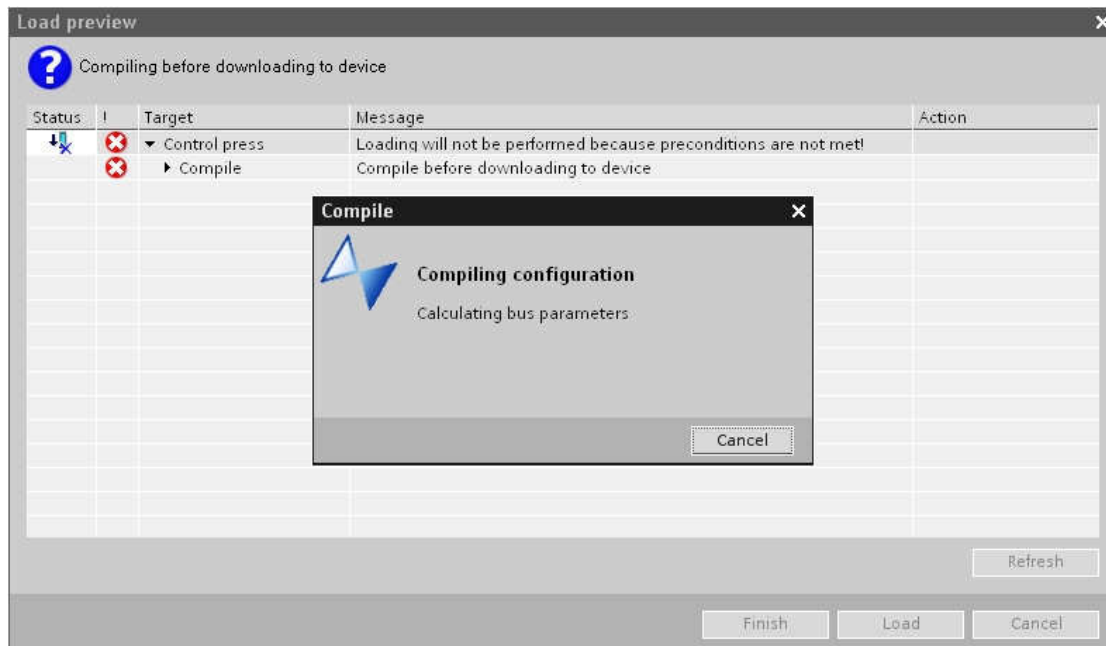 Load preview
Compiling before downloading to device
Status ! Target Message Action
Control press Loading will not be performed because preconditions are not met!
Compile Compile before downloading to device
Compile
Compiling configuration
Calculating bus parameters
Cancel
Refresh
Finish Load Cancel